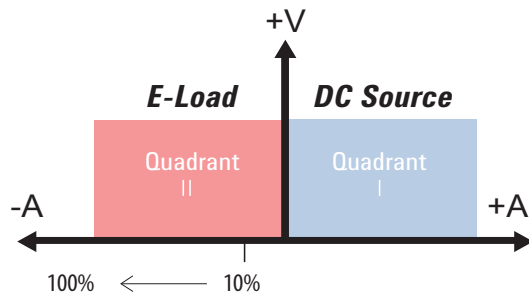 +V
E-Load DC Source
Quadrant Quadrant
II I
-A +A
100% 10%